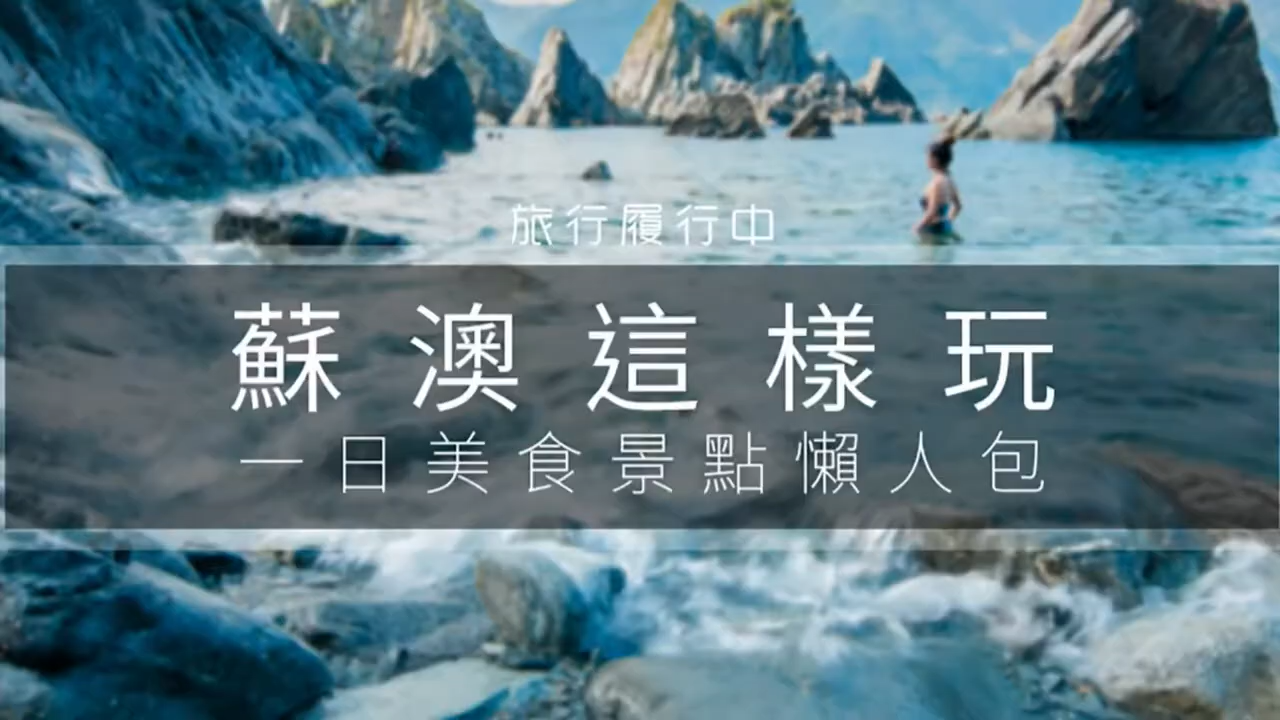 旅行履行中
蘇澳這樣玩
一日美食景點懶人包